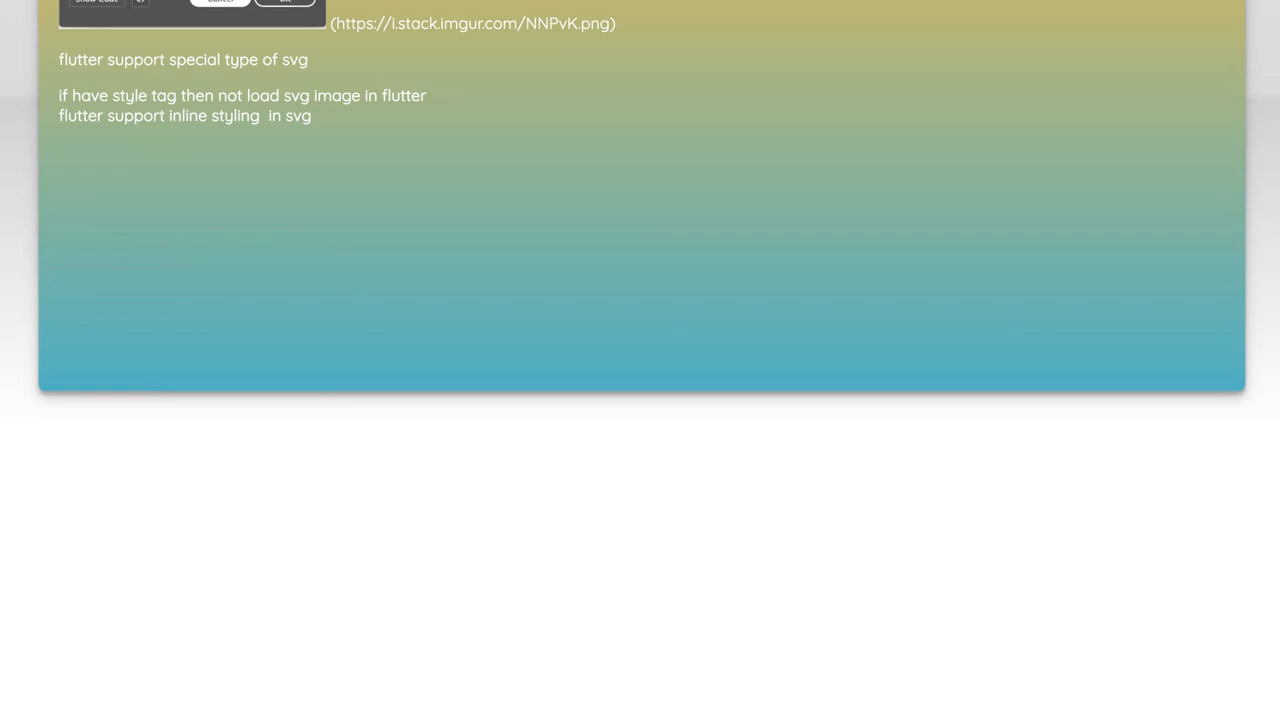 (https://i.stack.imgur.com/NNPvK.png)
flutter support special type of svg
if have style tag then not load svg image in flutter
flutter support inline styling  in svg